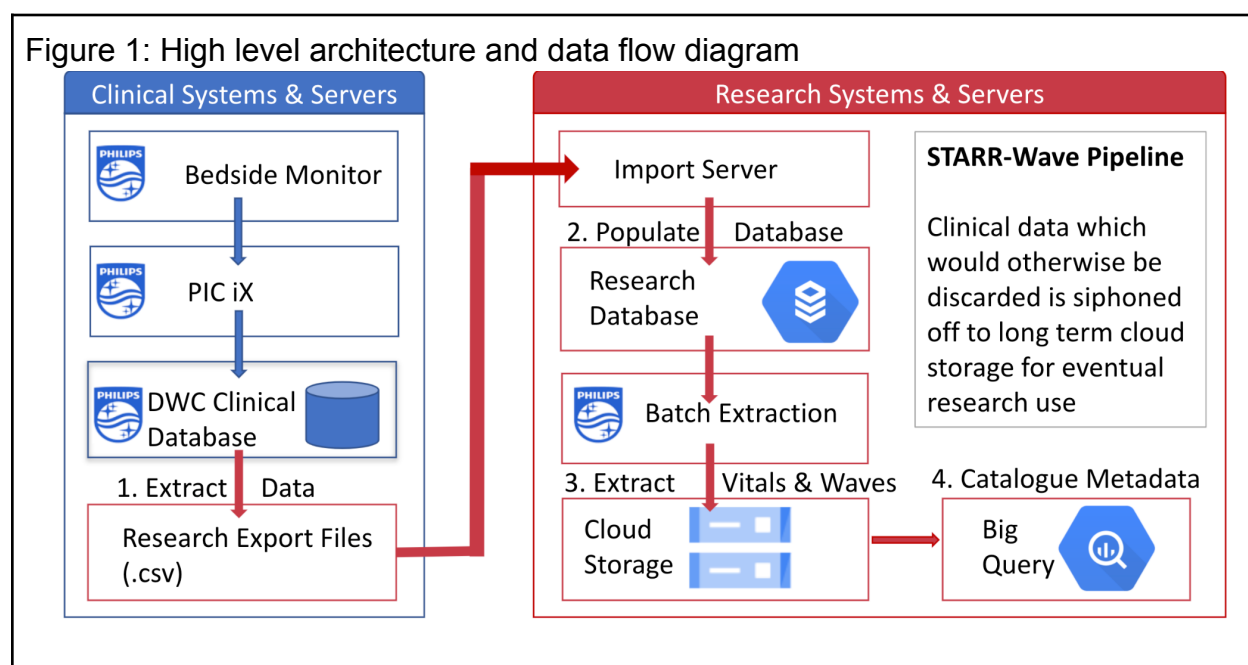 Figure 1: High level architecture and data flow diagram
Clinical Systems & Servers
PHILIPS
Bedside Monitor
PHILIPS
PIC iX
PHILIPS
DWC Clinical
Database
1. Extract Data
Research Export Files
(.csv)
Research Systems & Servers
Import Server
2. Populate Database
Research
Database
PHILIPS
Batch Extraction
3. Extract Vitals & Waves
Cloud
Storage
STARR-Wave Pipeline
Clinical data which
would otherwise be
discarded is siphoned
off to long term cloud
storage for eventual
research use
4. Catalogue Metadata
Big
Query